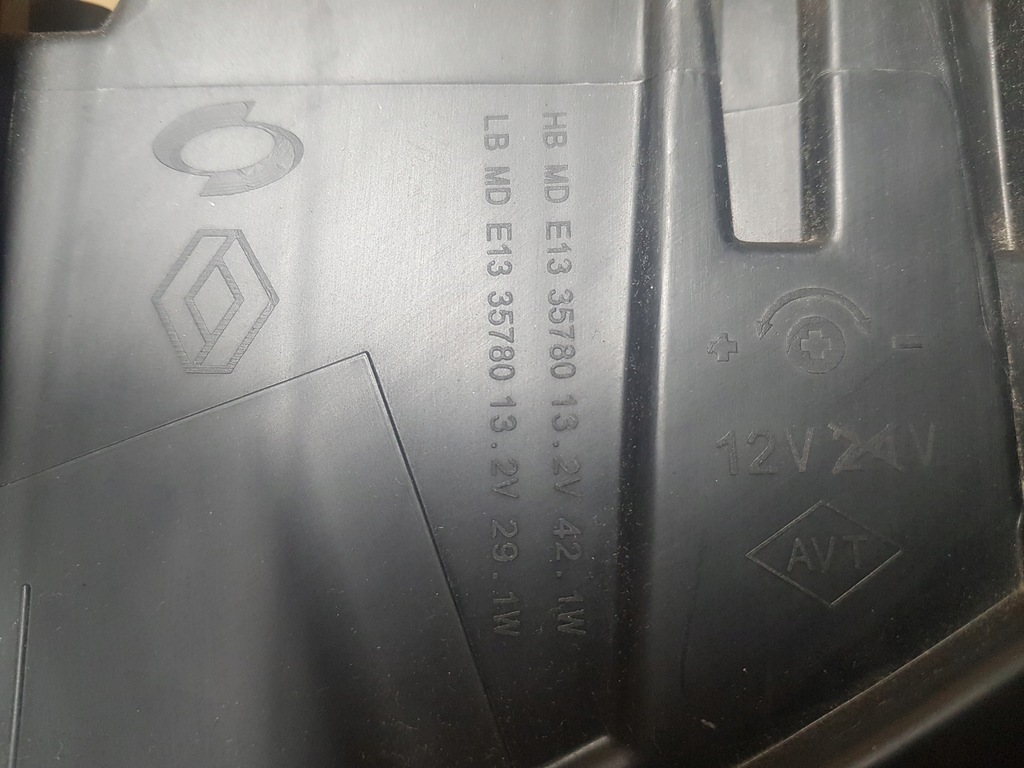 HB MD E13 35780 13.2V 42.1W
LB MD E13 35780 13.2V 29.1W
+ -
12V 24V
AVT